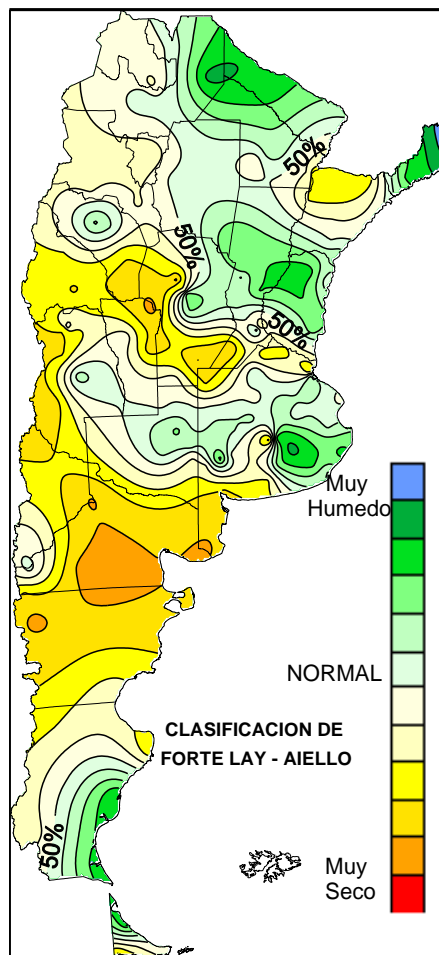 50%
50%
50%
Muy
Humedo
NORMAL
CLASIFICACION DE
FORTE LAY - AIELLO
50%
Muy
Seco